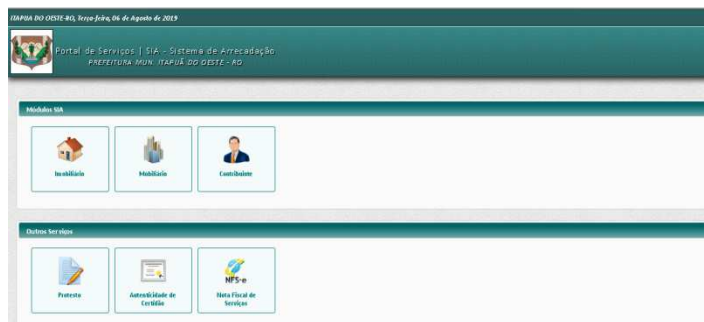 ITAPUA DO OESTE-RO, Terça-feira, 06 de Agosto de 2019
Portal de Serviços | SIA - Sistema de Arrecadação
PREFEITURA MUN. ITAPUÃ DO OESTE - RO
Módulos SIA
Imobiliário
Mobiliário
Contribuinte
Outros Serviços
Protesto
Autenticidade de
Certidão
NFS-e
Nota Fiscal de
Serviços